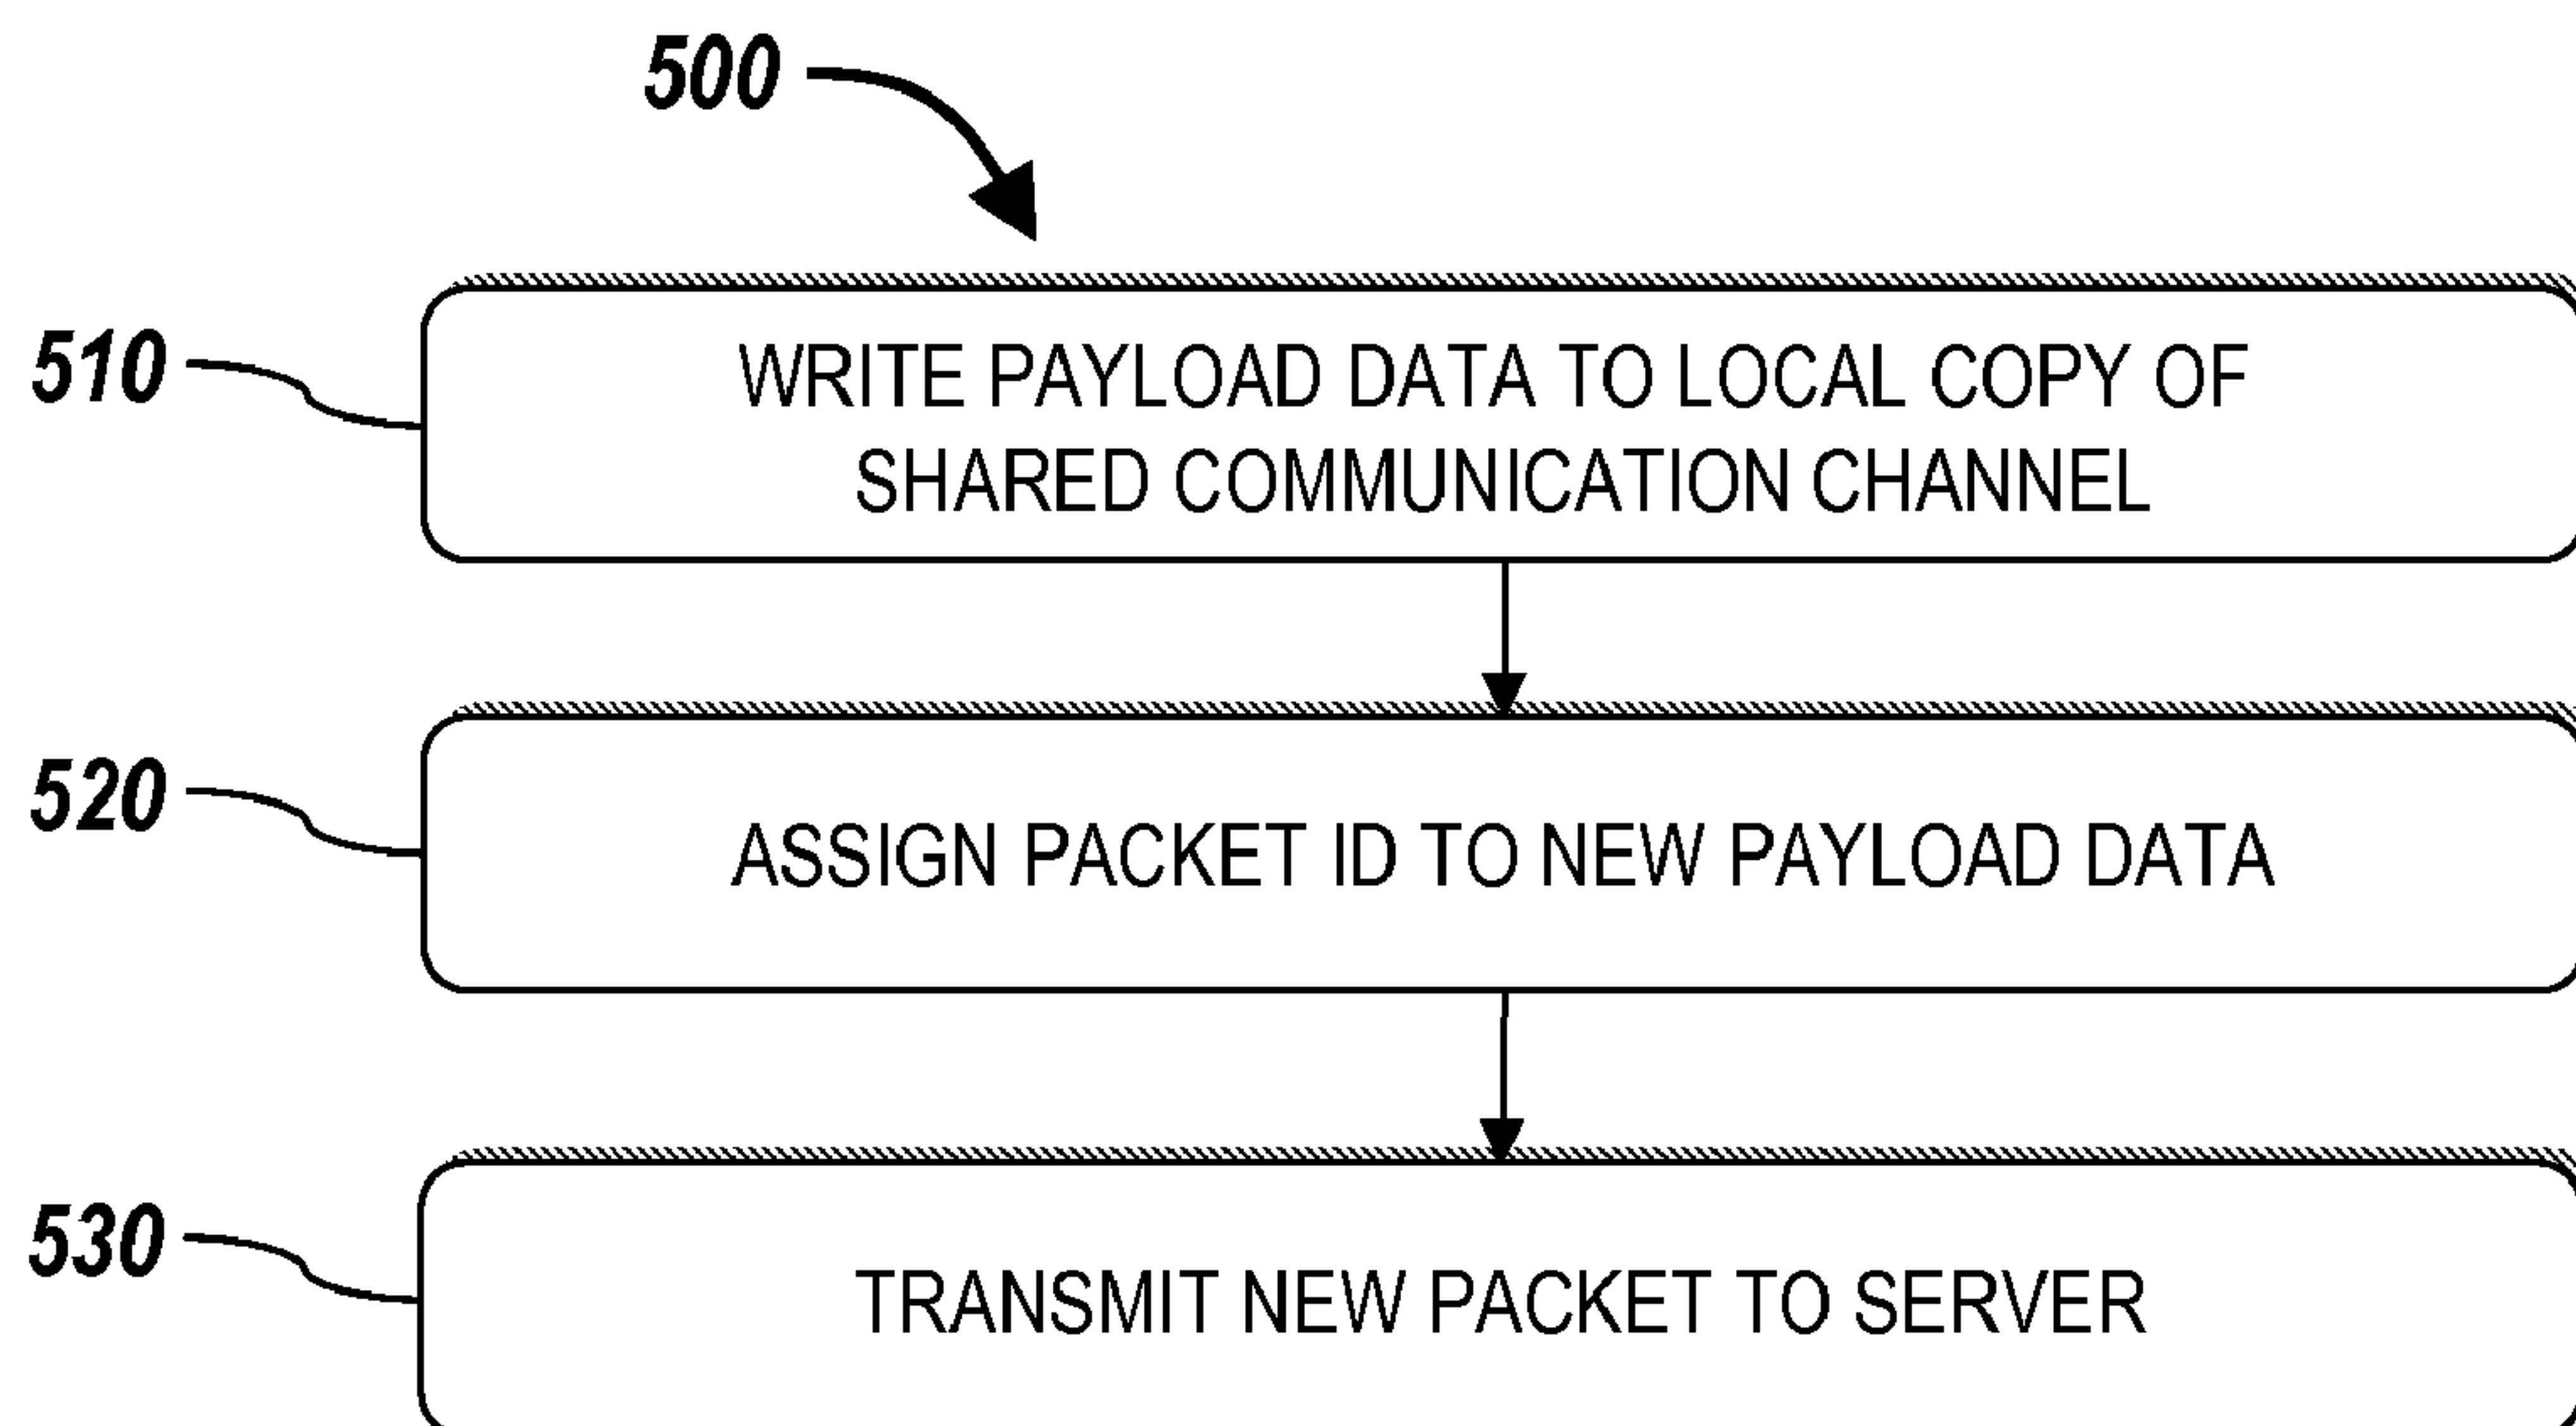 500
510
WRITE PAYLOAD DATA TO LOCAL COPY OF
SHARED COMMUNICATION CHANNEL
520
ASSIGN PACKET ID TO NEW PAYLOAD DATA
530
TRANSMIT NEW PACKET TO SERVER